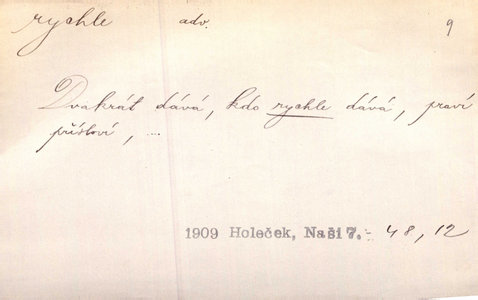 rychle adv. 9
Dvakrát dává, kdo rychle dává, praví
přísloví, ...
1909 Holeček, Naši 7. - 48, 12